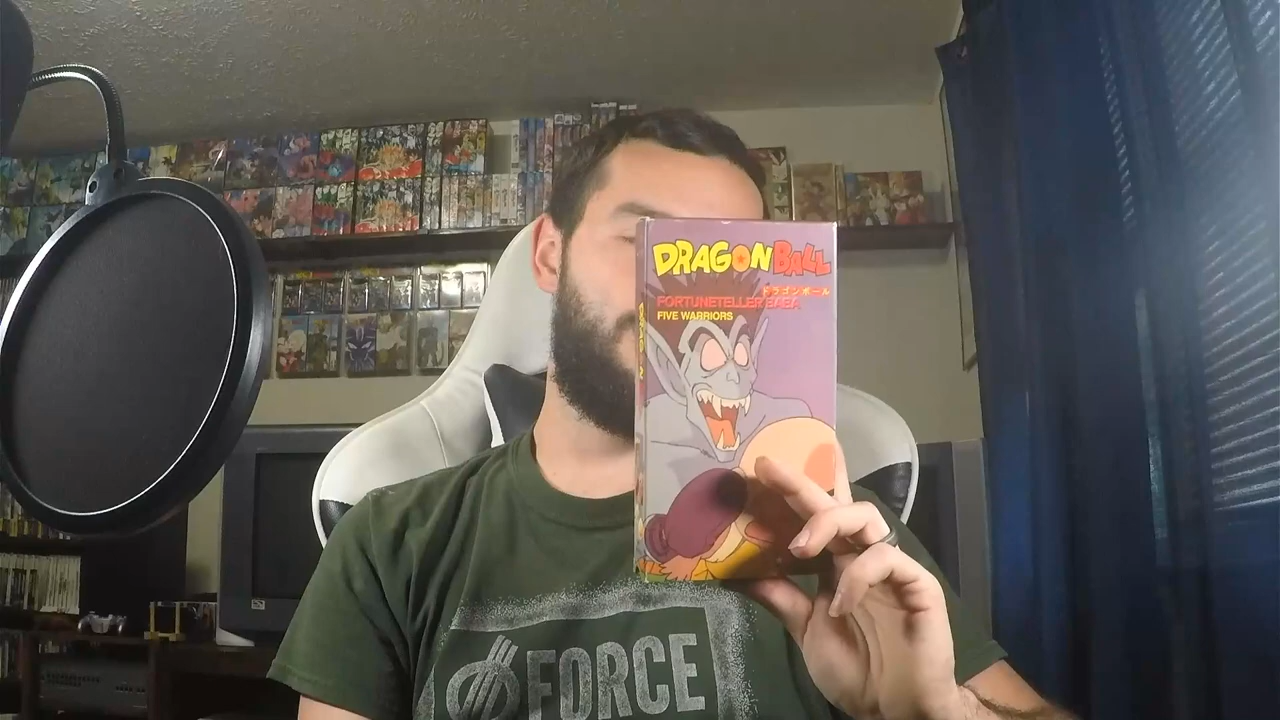 DRAGON BALL
ドラゴンボール
FORTUNETELLER BABA
FIVE WARRIORS
FORCE